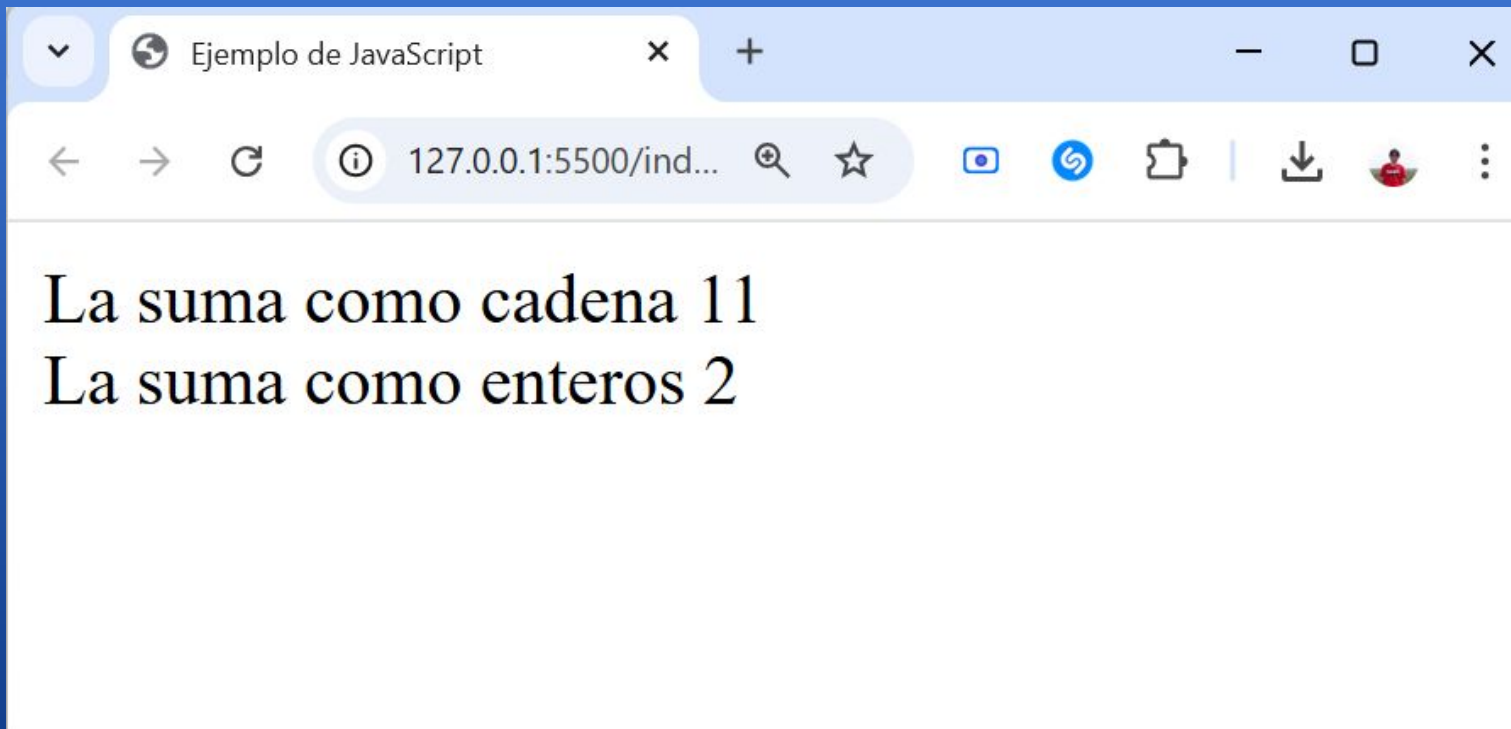 Ejemplo de JavaScript
127.0.0.1:5500/ind...
La suma como cadena 11
La suma como enteros 2